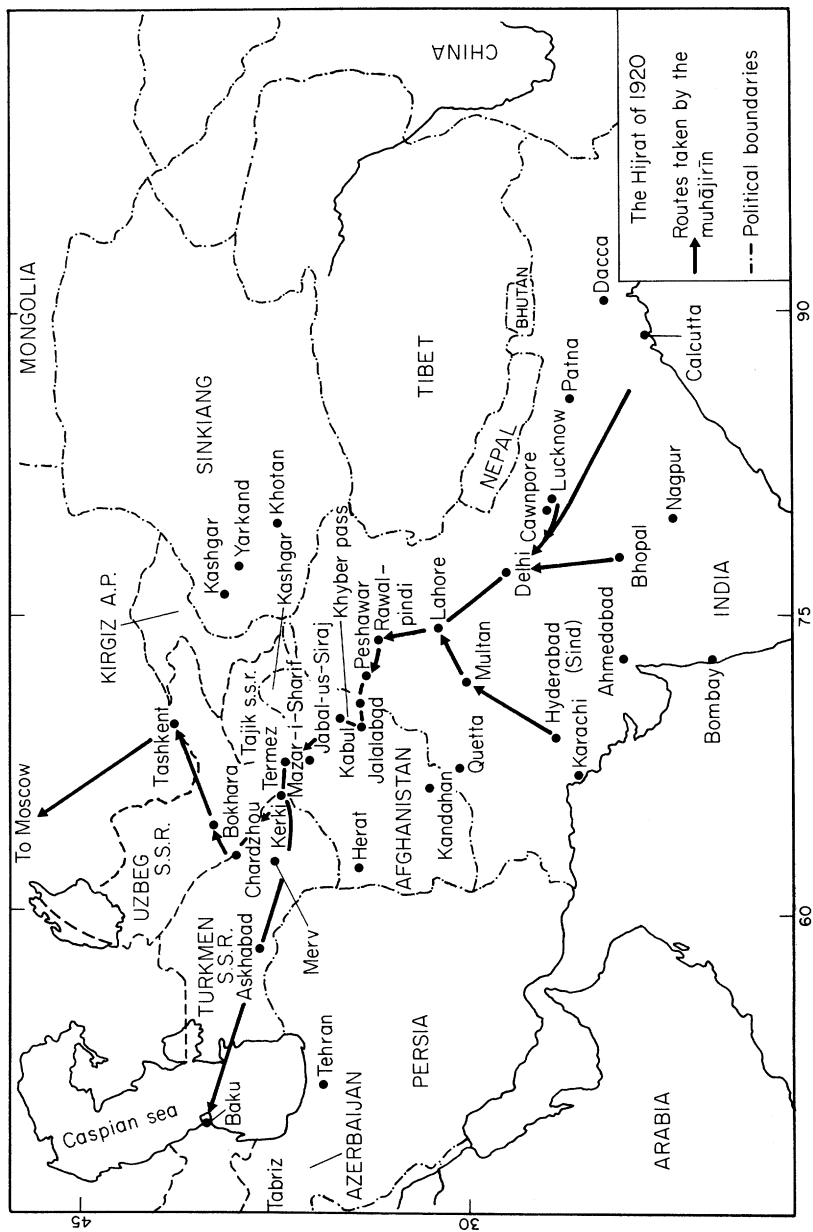 The Hijrat of 1920
Routes taken by the
muhājirīn
Political boundaries
To Moscow
MONGOLIA
CHINA
SINKIANG
KIRGIZ A.P.
Tashkent
UZBEG
S.S.R.
Bokhara
Kashgar
Yarkand
Khotan
Caspian sea
Baku
TURKMEN
S.S.R.
Askhabad
Chardzhou
Kerki
Merv
Tajik s.s.r.
Termez
Mazar-i-Sharif
Kashgar
Jabal-us-Siraj
Khyber pass
Kabul
Jalalabad
Peshawar
Rawal-
pindi
Tabriz
AZERBAIJAN
Tehran
PERSIA
Herat
AFGHANISTAN
Kandahan
Quetta
Multan
Lahore
TIBET
NEPAL
BHUTAN
Delhi
Cawnpore
Lucknow
Patna
Dacca
Calcutta
Hyderabad
(Sind)
Karachi
Ahmedabad
Bhopal
Nagpur
Bombay
INDIA
ARABIA
45
30
60
75
90